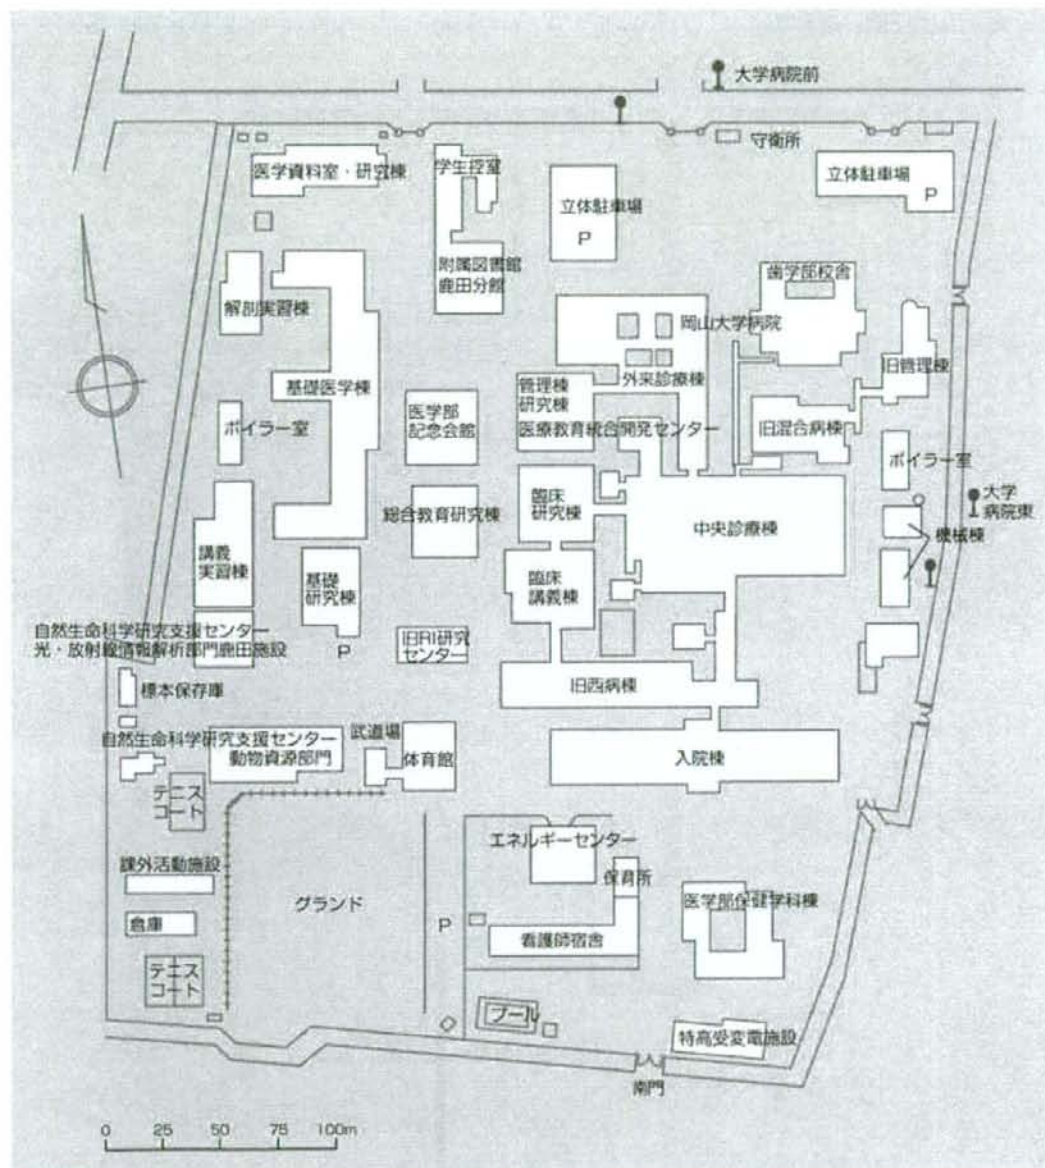 大学病院前
守衛所
医学資料室・研究棟
学生控室
立体駐車場
P
立体駐車場
P
附属図書館
鹿田分館
歯学部校舎
解剖実習棟
岡山大学病院
外来診療棟
旧管理棟
基礎医学棟
管理棟
研究棟
医療教育統合開発センター
医学部
記念会館
旧混合病棟
ボイラー室
ボイラー室
臨床
研究棟
総合教育研究棟
中央診療棟
大学
病院東
機械棟
講義
実習棟
基礎
研究棟
臨床
講義棟
自然生命科学研究支援センター
光・放射線情報解析部門鹿田施設
P
旧RI研究
センター
標本保存庫
旧西病棟
自然生命科学研究支援センター
動物資源部門
武道場
体育館
入院棟
テニス
コート
エネルギーセンター
課外活動施設
保育所
グランド
医学部保健学科棟
倉庫
P
看護師宿舎
テニス
コート
プール
特高受変電施設
南門
0 25 50 75 100m